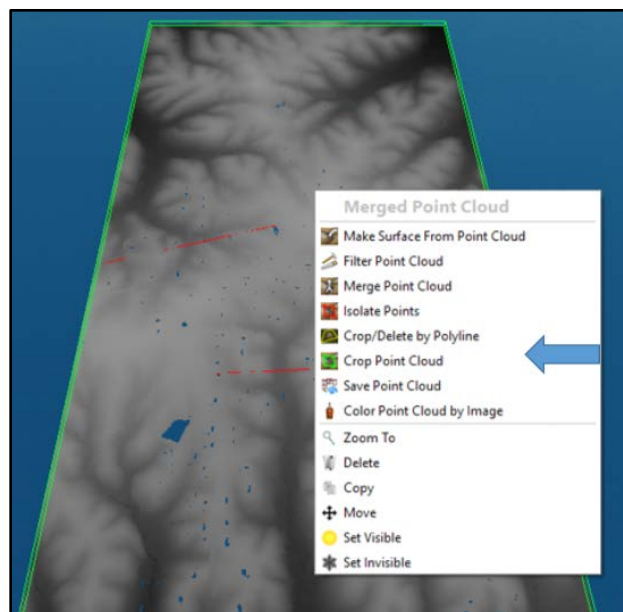 Merged Point Cloud
Make Surface From Point Cloud
Filter Point Cloud
Merge Point Cloud
Isolate Points
Crop/Delete by Polyline
Crop Point Cloud
Save Point Cloud
Color Point Cloud by Image
Zoom To
Delete
Copy
Move
Set Visible
Set Invisible